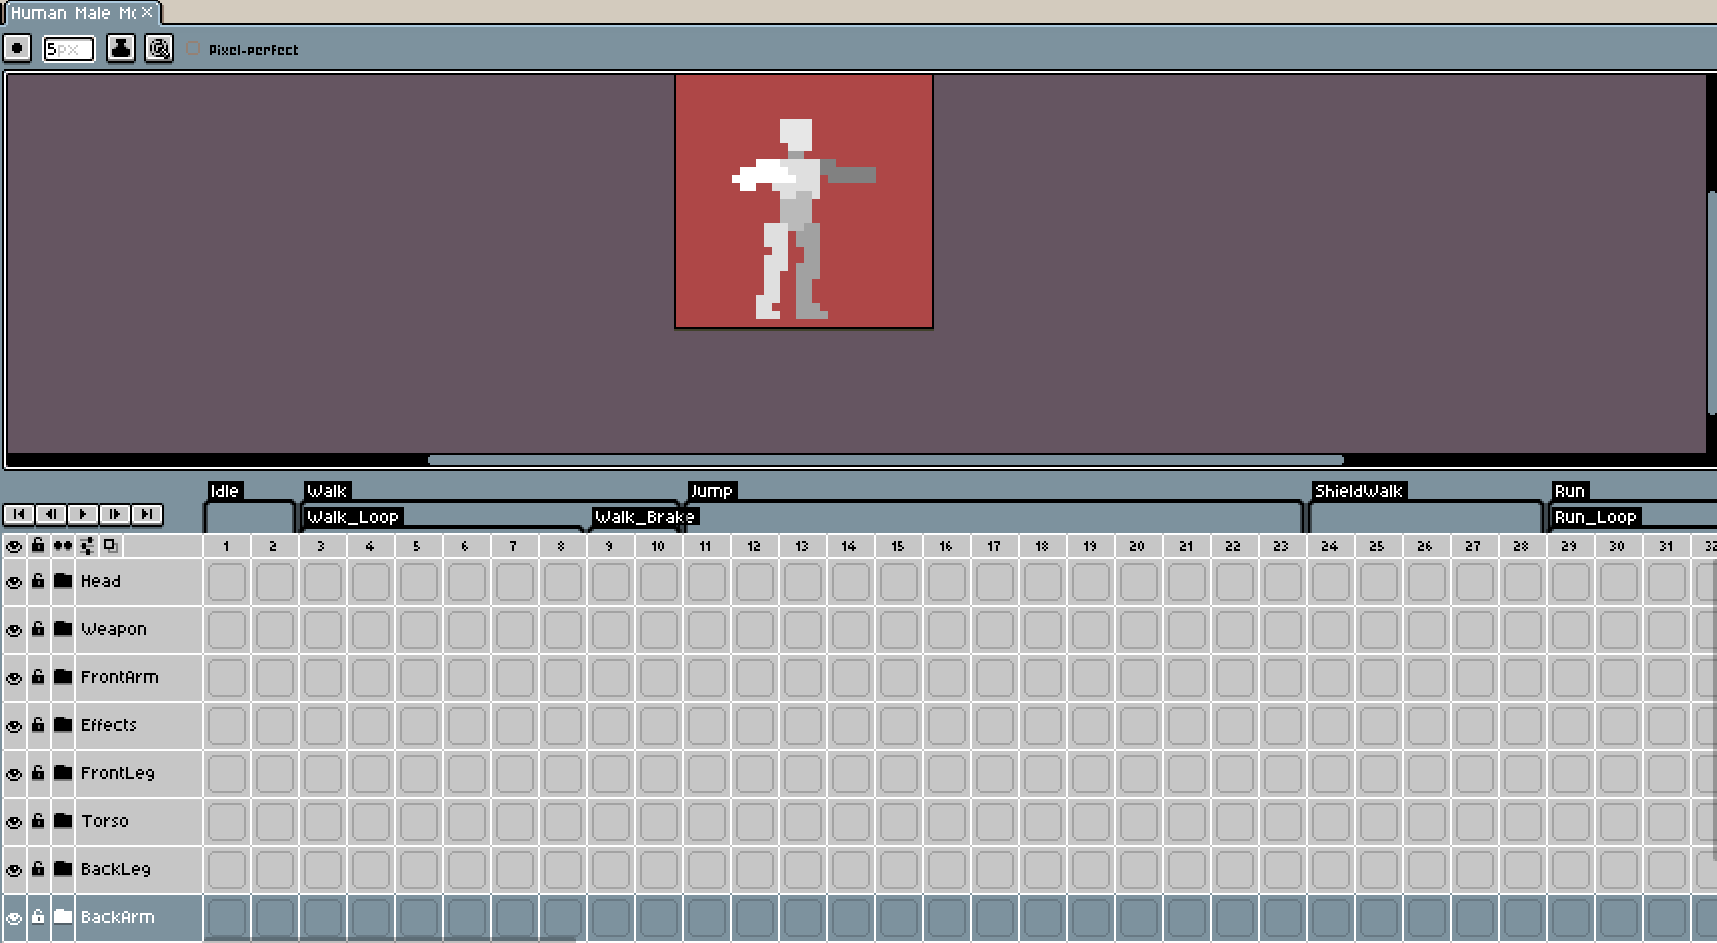 Human Male Mo
5px Pixel-perfect
Idle Walk Jump ShieldWalk Run
Walk_Loop Walk_Brake Run_Loop
1 2 3 4 5 6 7 8 9 10 11 12 13 14 15 16 17 18 19 20 21 22 23 24 25 26 27 28 29 30 31 32
Head
Weapon
FrontArm
Effects
FrontLeg
Torso
BackLeg
BackArm